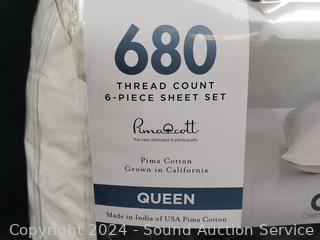 680
THREAD COUNT
6-PIECE SHEET SET
Pimacott
the new standard in pima purity
Pima Cotton
Grown in California
QUEEN
Made in India of USA Pima Cotton
Copyright 2024 - Sound Auction Service